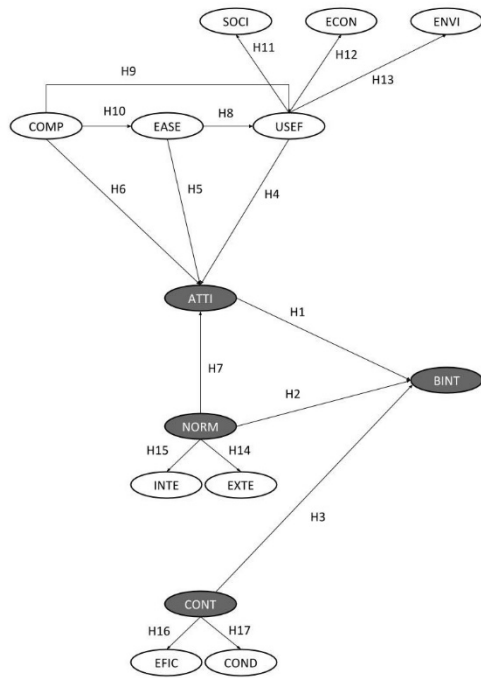 SOCI ECON ENVI
H11 H12 H13
H9
H10 H8
COMP EASE USEF
H6 H5 H4
ATTI
H1
H7
BINT
H2
NORM
H15 H14
INTE EXTE
H3
CONT
H16 H17
EFIC COND